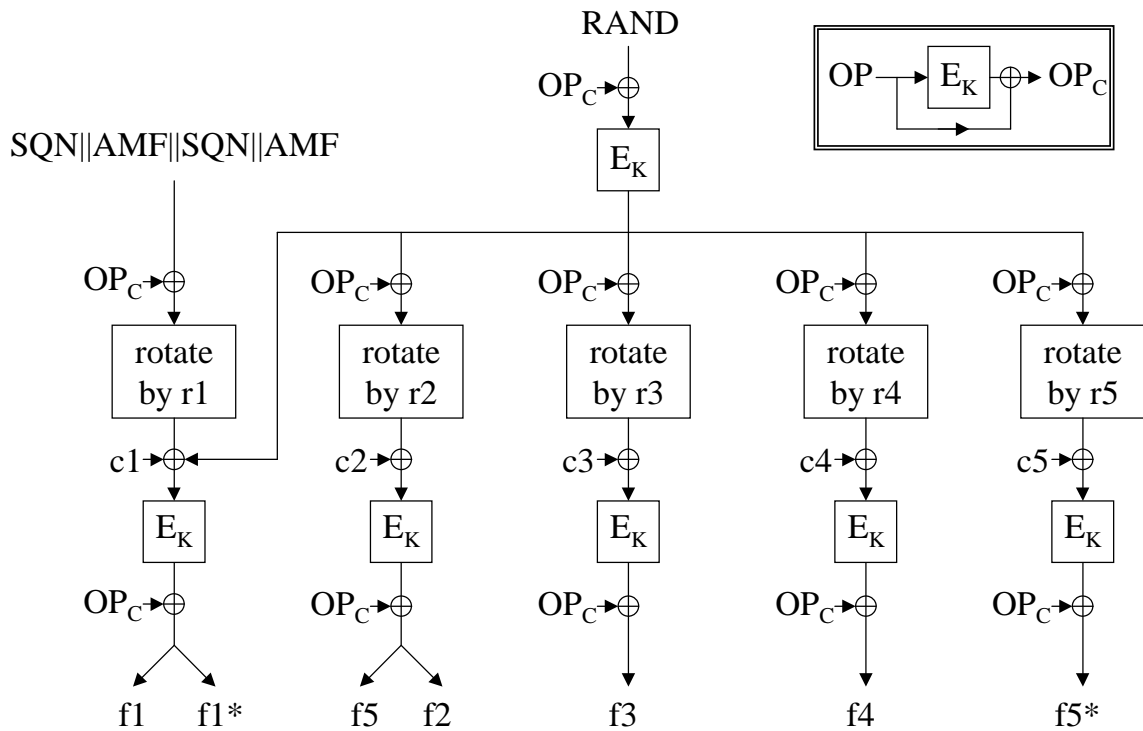 RAND
OP_C
OP E_K OP_C
E_K
SQN||AMF||SQN||AMF
OP_C OP_C OP_C OP_C OP_C
rotate rotate rotate rotate rotate
by r1 by r2 by r3 by r4 by r5
c1 c2 c3 c4 c5
E_K E_K E_K E_K E_K
OP_C OP_C OP_C OP_C OP_C
f1 f1* f5 f2 f3 f4 f5*